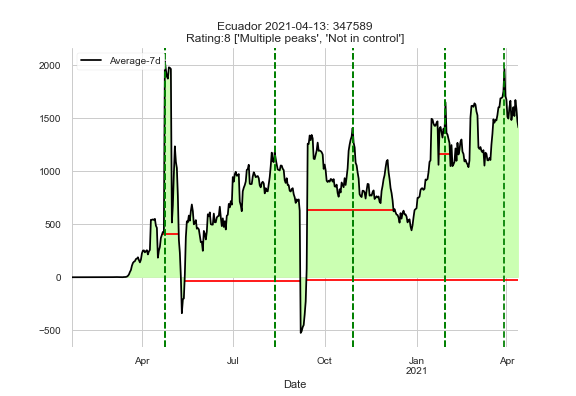 Ecuador 2021-04-13: 347589
Rating:8 ['Multiple peaks', 'Not in control']
Average-7d
2000
1500
1000
500
0
−500
Apr
Jul
Oct
Jan
2021
Apr
Date